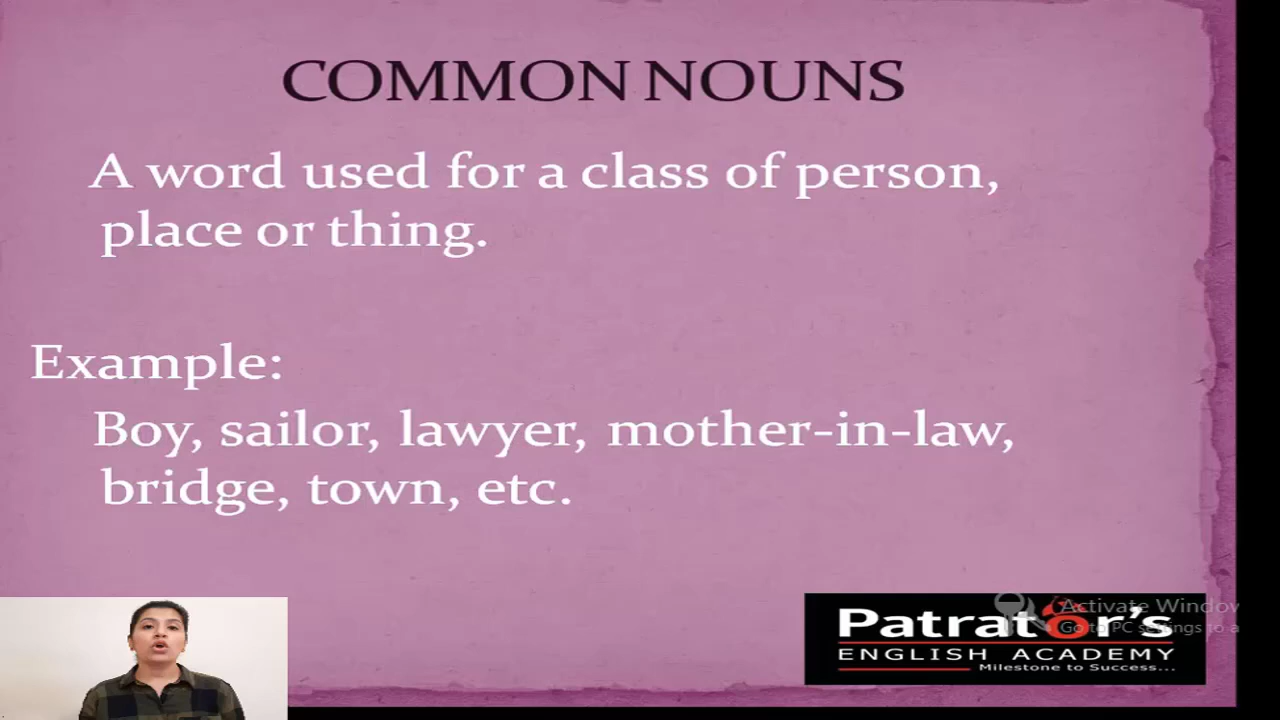 COMMON NOUNS
A word used for a class of person,
place or thing.
Example:
Boy, sailor, lawyer, mother-in-law,
bridge, town, etc.
Patrator's
ENGLISH ACADEMY
Milestone to Success...
Activate Window
Go to PC settings to a